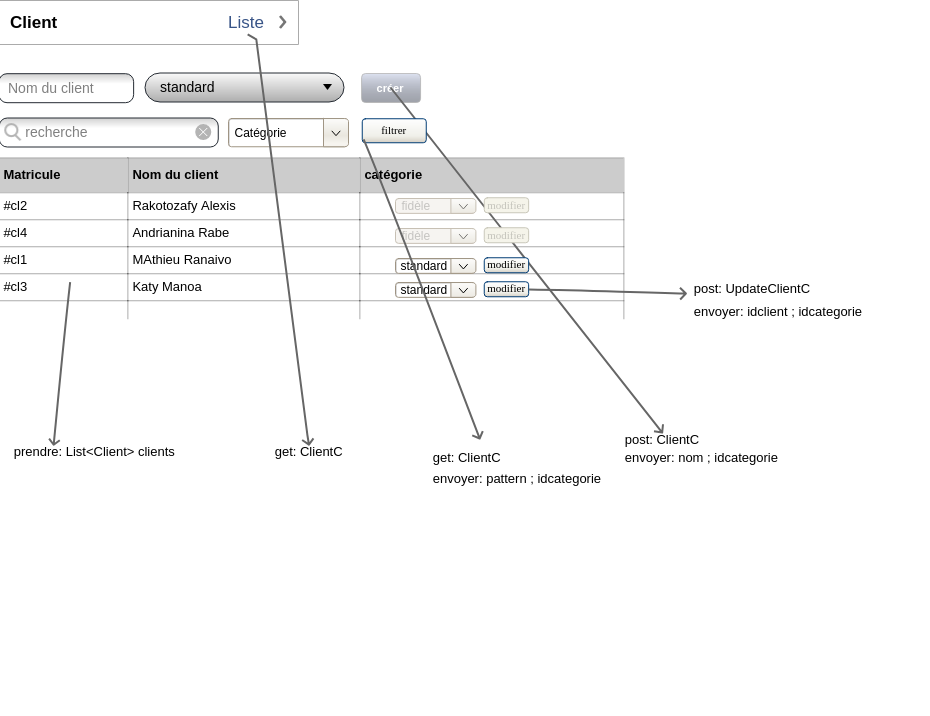 Client Liste
Nom du client standard créer
recherche Catégorie filtrer
Matricule Nom du client catégorie
#cl2 Rakotozafy Alexis fidèle modifier
#cl4 Andrianina Rabe fidèle modifier
#cl1 MAthieu Ranaivo standard modifier
#cl3 Katy Manoa standard modifier
post: UpdateClientC
envoyer: idclient ; idcategorie
prendre: List<Client> clients
get: ClientC
get: ClientC
envoyer: pattern ; idcategorie
post: ClientC
envoyer: nom ; idcategorie